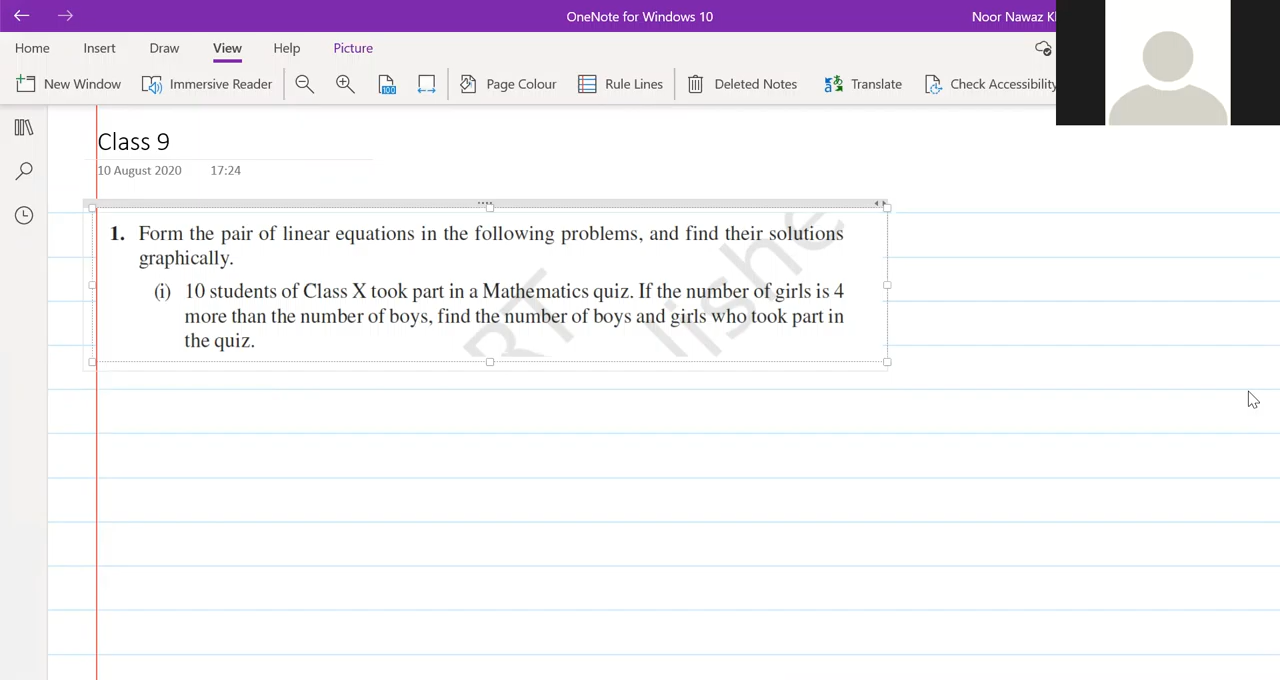 OneNote for Windows 10
Noor Nawaz Kh
Home Insert Draw View Help Picture
New Window Immersive Reader 100 Page Colour Rule Lines Deleted Notes Translate Check Accessibility
Class 9
10 August 2020 17:24
1. Form the pair of linear equations in the following problems, and find their solutions
graphically.
(i) 10 students of Class X took part in a Mathematics quiz. If the number of girls is 4
more than the number of boys, find the number of boys and girls who took part in
the quiz.